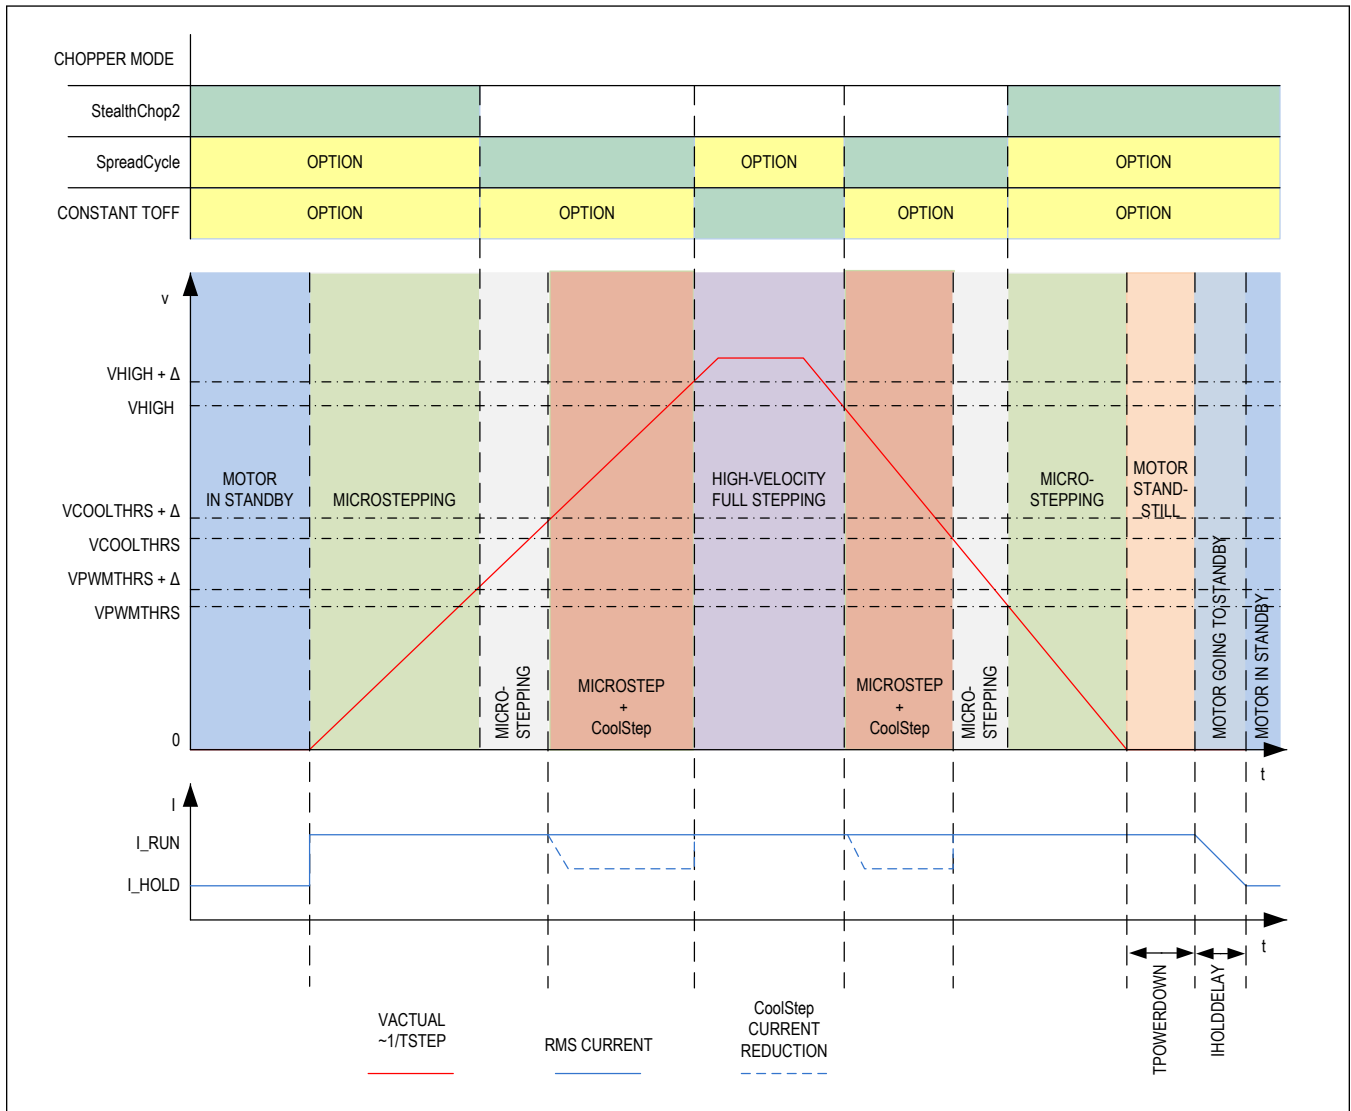 CHOPPER MODE
StealthChop2
SpreadCycle
OPTION
OPTION
OPTION
CONSTANT TOFF
OPTION
OPTION
OPTION
OPTION
v
VHIGH + Δ
VHIGH
VCOOLTHRS + Δ
VCOOLTHRS
VPWMTHRS + Δ
VPWMTHRS
0
MOTOR
IN STANDBY
MICROSTEPPING
MICRO-
STEPPING
MICROSTEP
+
CoolStep
HIGH-VELOCITY
FULL STEPPING
MICROSTEP
+
CoolStep
MICRO-
STEPPING
MICRO-
STEPPING
MOTOR
STAND-
STILL
MOTOR GOING TO STANDBY
MOTOR IN STANDBY
t
I
I_RUN
I_HOLD
t
TPOWERDOWN
IHOLDDELAY
VACTUAL
~1/TSTEP
RMS CURRENT
CoolStep
CURRENT
REDUCTION